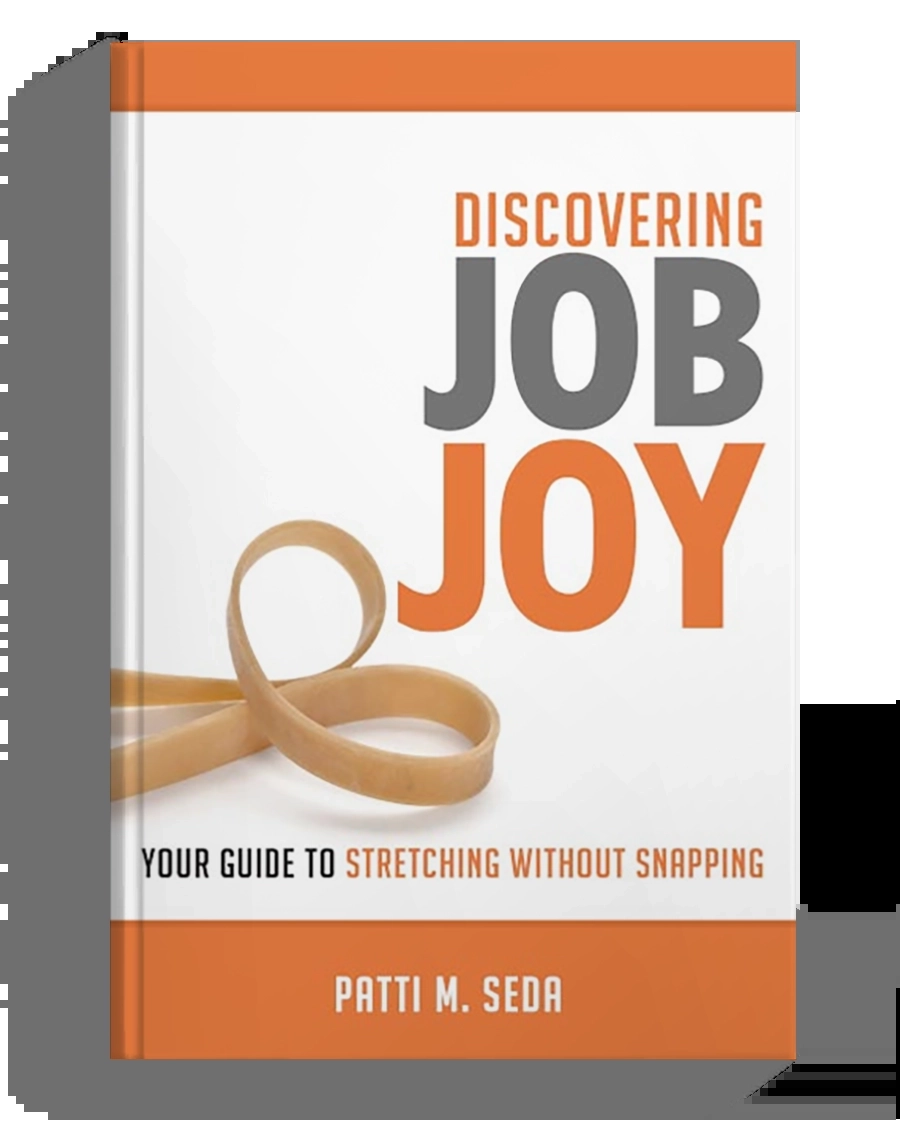 DISCOVERING
JOB
JOY
YOUR GUIDE TO STRETCHING WITHOUT SNAPPING
PATTI M. SEDA